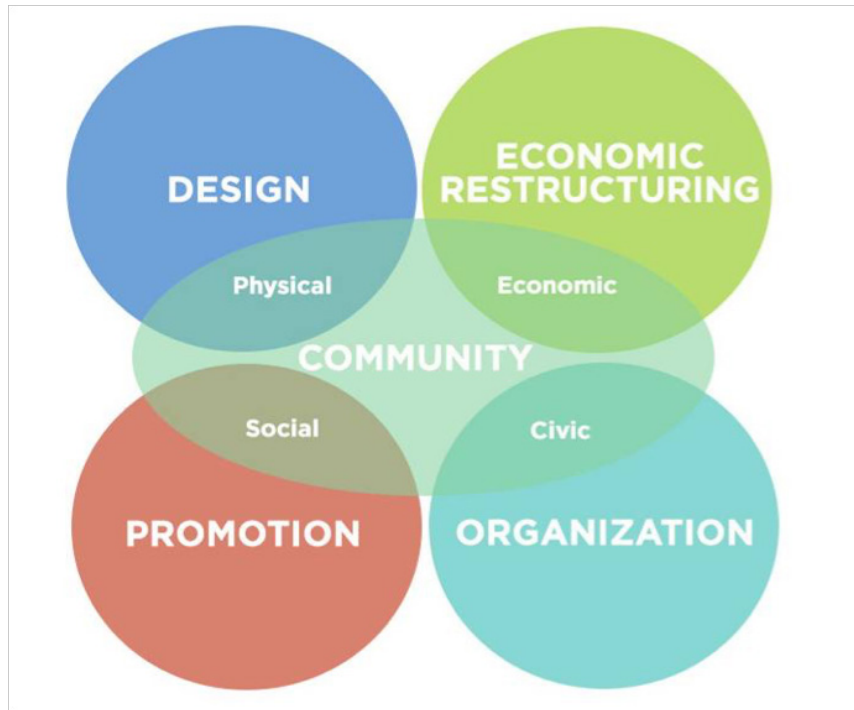 DESIGN
ECONOMIC
RESTRUCTURING
Physical
Economic
COMMUNITY
Social
Civic
PROMOTION
ORGANIZATION